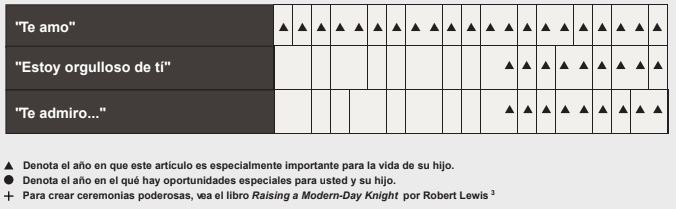 "Te amo"
"Estoy orgulloso de tí"
"Te admiro..."
▲ Denota el año en que este artículo es especialmente importante para la vida de su hijo.
● Denota el año en el qué hay oportunidades especiales para usted y su hijo.
+ Para crear ceremonias poderosas, vea el libro Raising a Modern-Day Knight por Robert Lewis 3